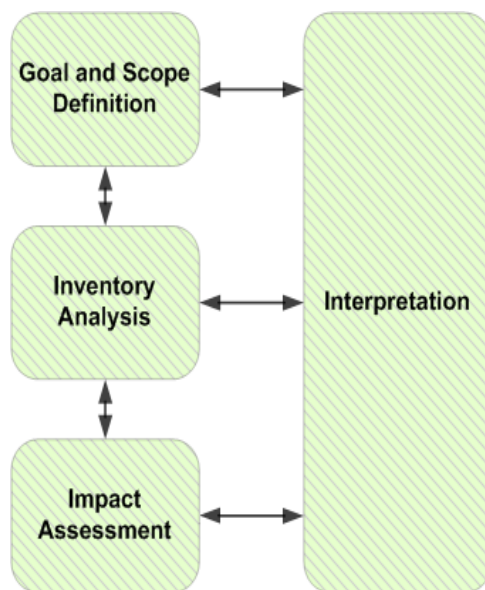 Goal and Scope
Definition
Inventory
Analysis
Interpretation
Impact
Assessment